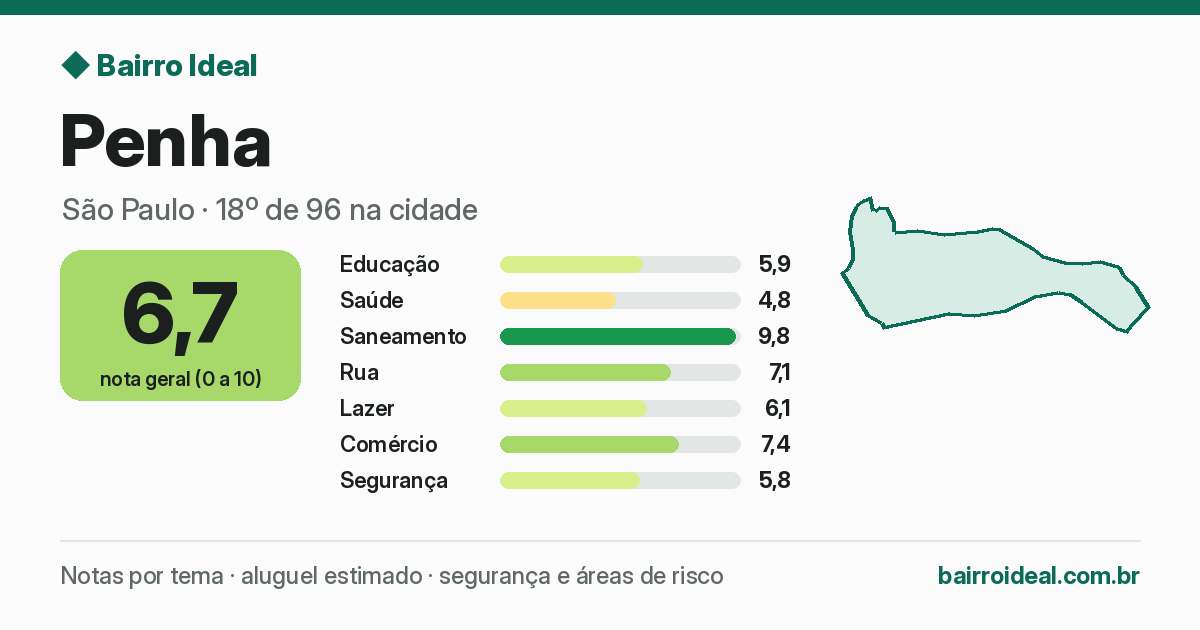 Bairro Ideal
Penha
São Paulo · 18º de 96 na cidade
6,7
nota geral (0 a 10)
Educação 5,9
Saúde 4,8
Saneamento 9,8
Rua 7,1
Lazer 6,1
Comércio 7,4
Segurança 5,8
Notas por tema · aluguel estimado · segurança e áreas de risco
bairroideal.com.br